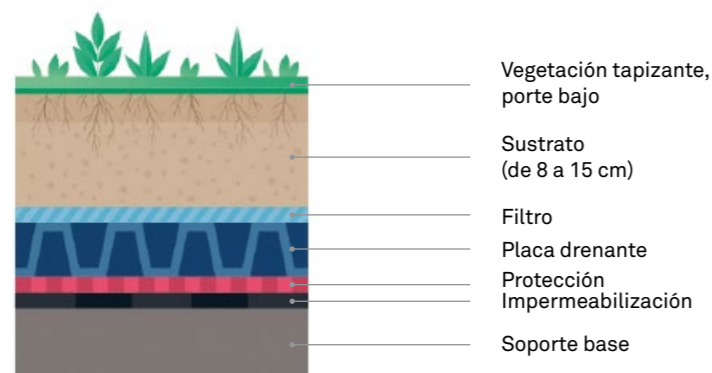 Vegetación tapizante,
porte bajo
Sustrato
(de 8 a 15 cm)
Filtro
Placa drenante
Protección
Impermeabilización
Soporte base